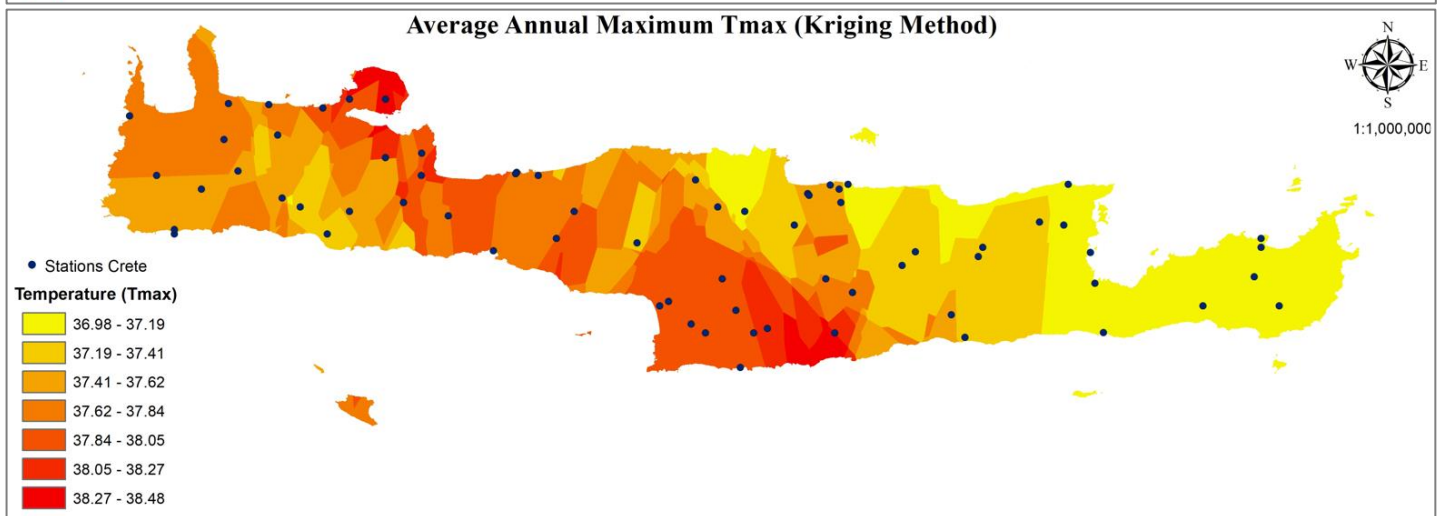 Average Annual Maximum Tmax (Kriging Method)
N
W E
S
1:1,000,000
Stations Crete
Temperature (Tmax)
36.98 - 37.19
37.19 - 37.41
37.41 - 37.62
37.62 - 37.84
37.84 - 38.05
38.05 - 38.27
38.27 - 38.48